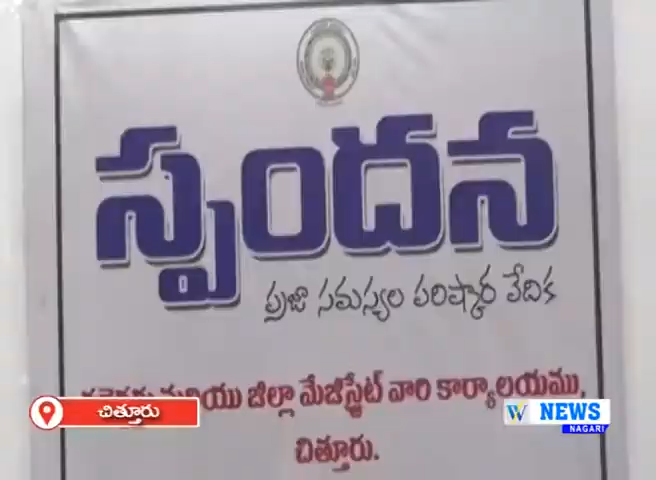 స్పందన
ప్రజా సమస్యల పరిష్కార వేదిక
జిల్లా మేజిస్ట్రేట్ వారి కార్యాలయము,
చిత్తూరు
W NEWS
NAGARI
చిత్తూరు.